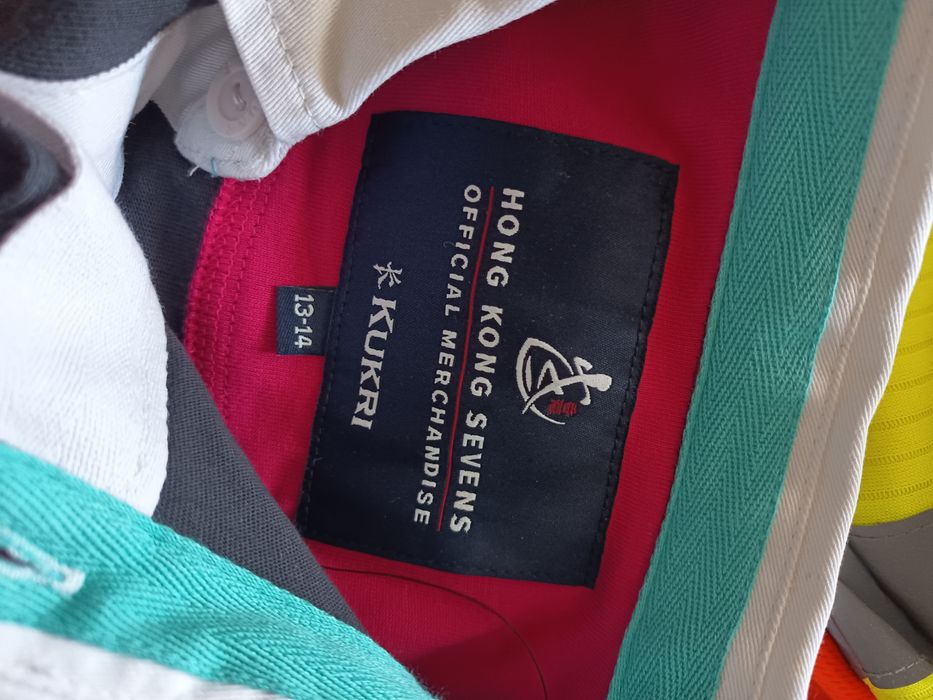 HONG KONG SEVENS
OFFICIAL MERCHANDISE
KUKRI
13-14